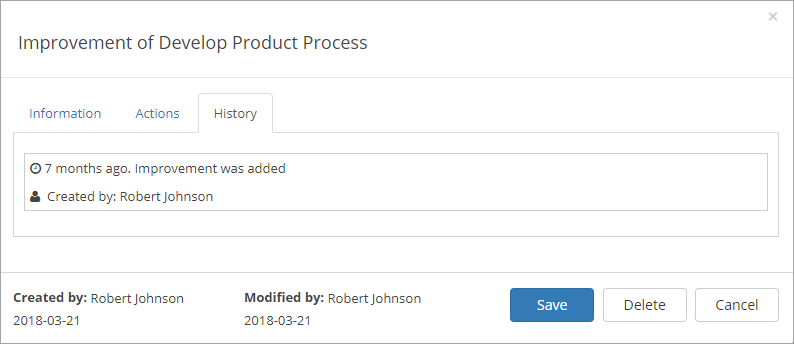 ×
Improvement of Develop Product Process
Information Actions History
7 months ago. Improvement was added
Created by: Robert Johnson
Created by: Robert Johnson Modified by: Robert Johnson Save Delete Cancel
2018-03-21 2018-03-21